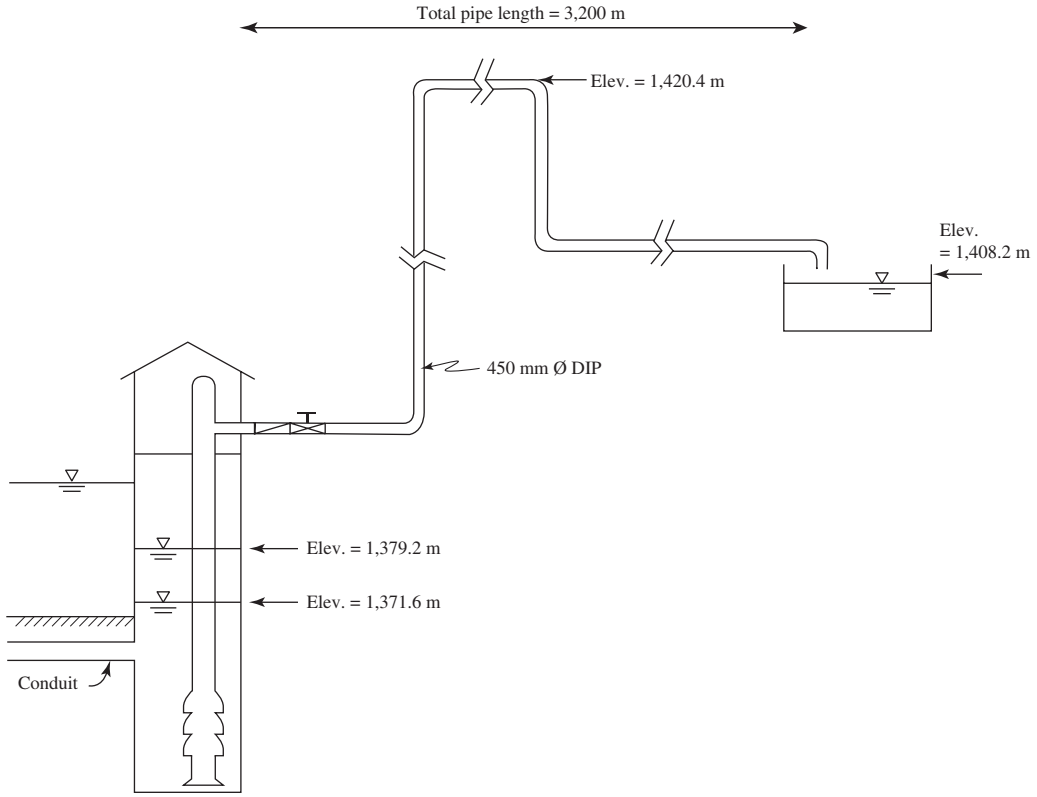 Total pipe length = 3,200 m
Elev. = 1,420.4 m
Elev.
= 1,408.2 m
450 mm Ø DIP
Elev. = 1,379.2 m
Elev. = 1,371.6 m
Conduit